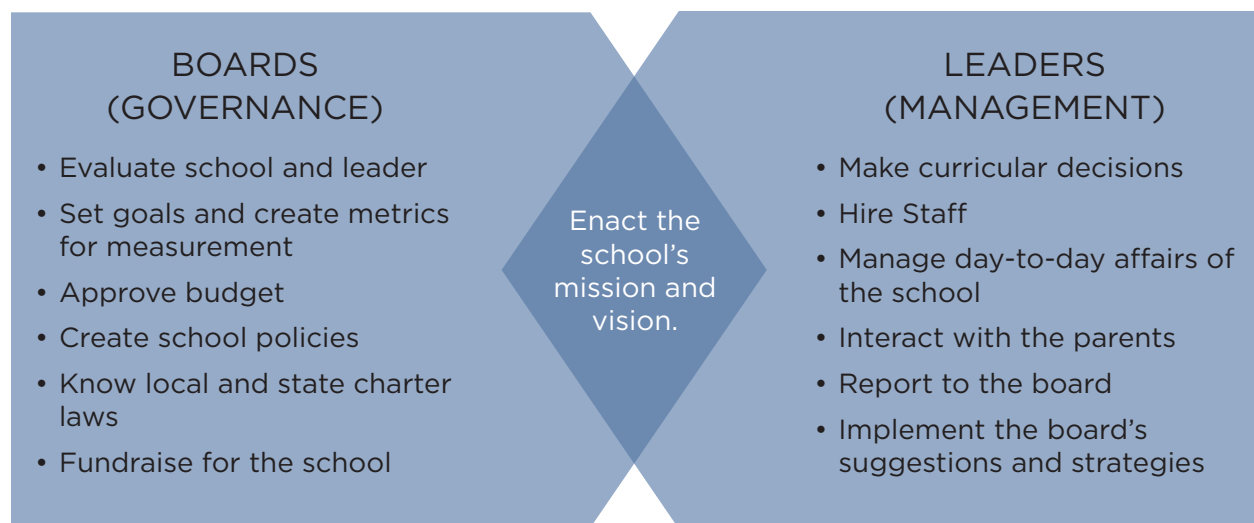 BOARDS
(GOVERNANCE)
• Evaluate school and leader
• Set goals and create metrics
for measurement
• Approve budget
• Create school policies
• Know local and state charter
laws
• Fundraise for the school
Enact the
school’s
mission and
vision.
LEADERS
(MANAGEMENT)
• Make curricular decisions
• Hire Staff
• Manage day-to-day affairs of
the school
• Interact with the parents
• Report to the board
• Implement the board’s
suggestions and strategies